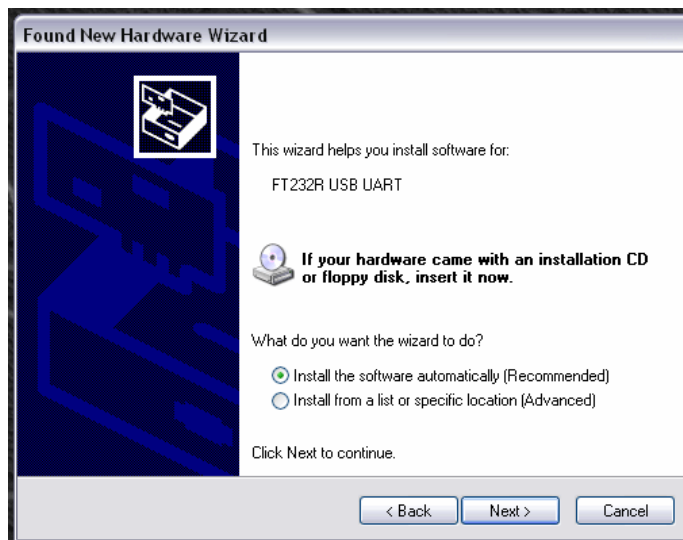 Found New Hardware Wizard
This wizard helps you install software for:
FT232R USB UART
If your hardware came with an installation CD
or floppy disk, insert it now.
What do you want the wizard to do?
Install the software automatically (Recommended)
Install from a list or specific location (Advanced)
Click Next to continue.
< Back Next > Cancel